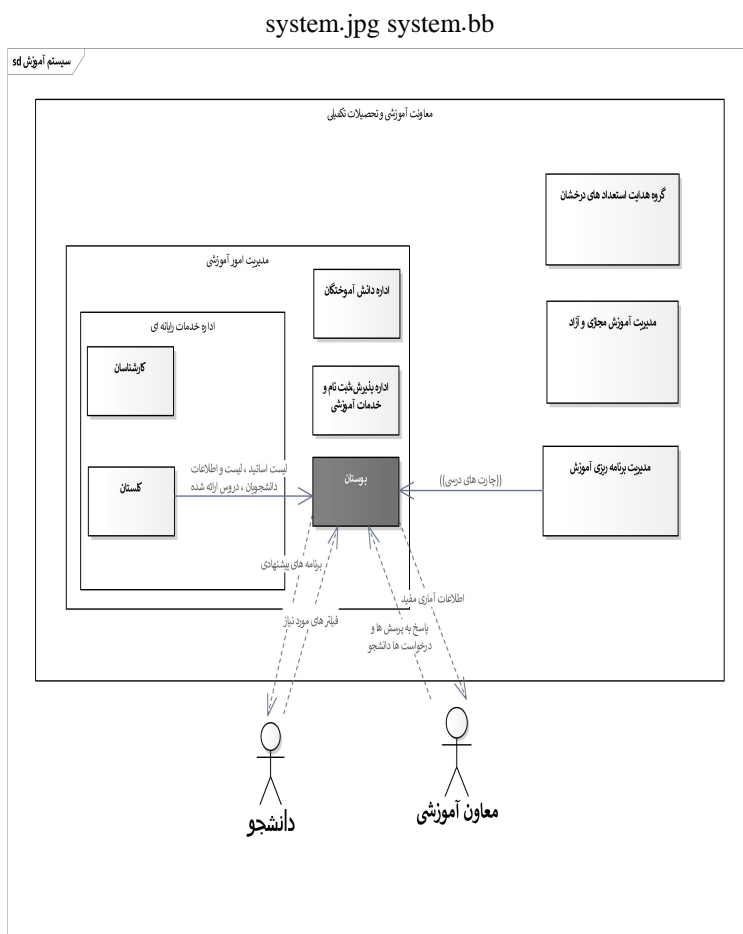 system.jpg system.bb
sd سیستم آموزش
معاونت آموزشی و تحصیلات تکمیلی
گروه هدایت استعداد های درخشان
مدیریت امور آموزشی
اداره دانش آموختگان
اداره خدمات رایانه ای
مدیریت آموزش مجازی و آزاد
کارشناسان
اداره پذیرش،ثبت نام و
خدمات آموزشی
مدیریت برنامه ریزی آموزش
بوستان
گلستان
لیست اساتید ، لیست و اطلاعات
دانشجویان ، دروس ارائه شده
((چارت های درسی))
برنامه های پیشنهادی
اطلاعات آماری مفید
فیلتر های مورد نیاز
پاسخ به پرسش ها و
درخواست ها دانشجو
دانشجو
معاون آموزشی